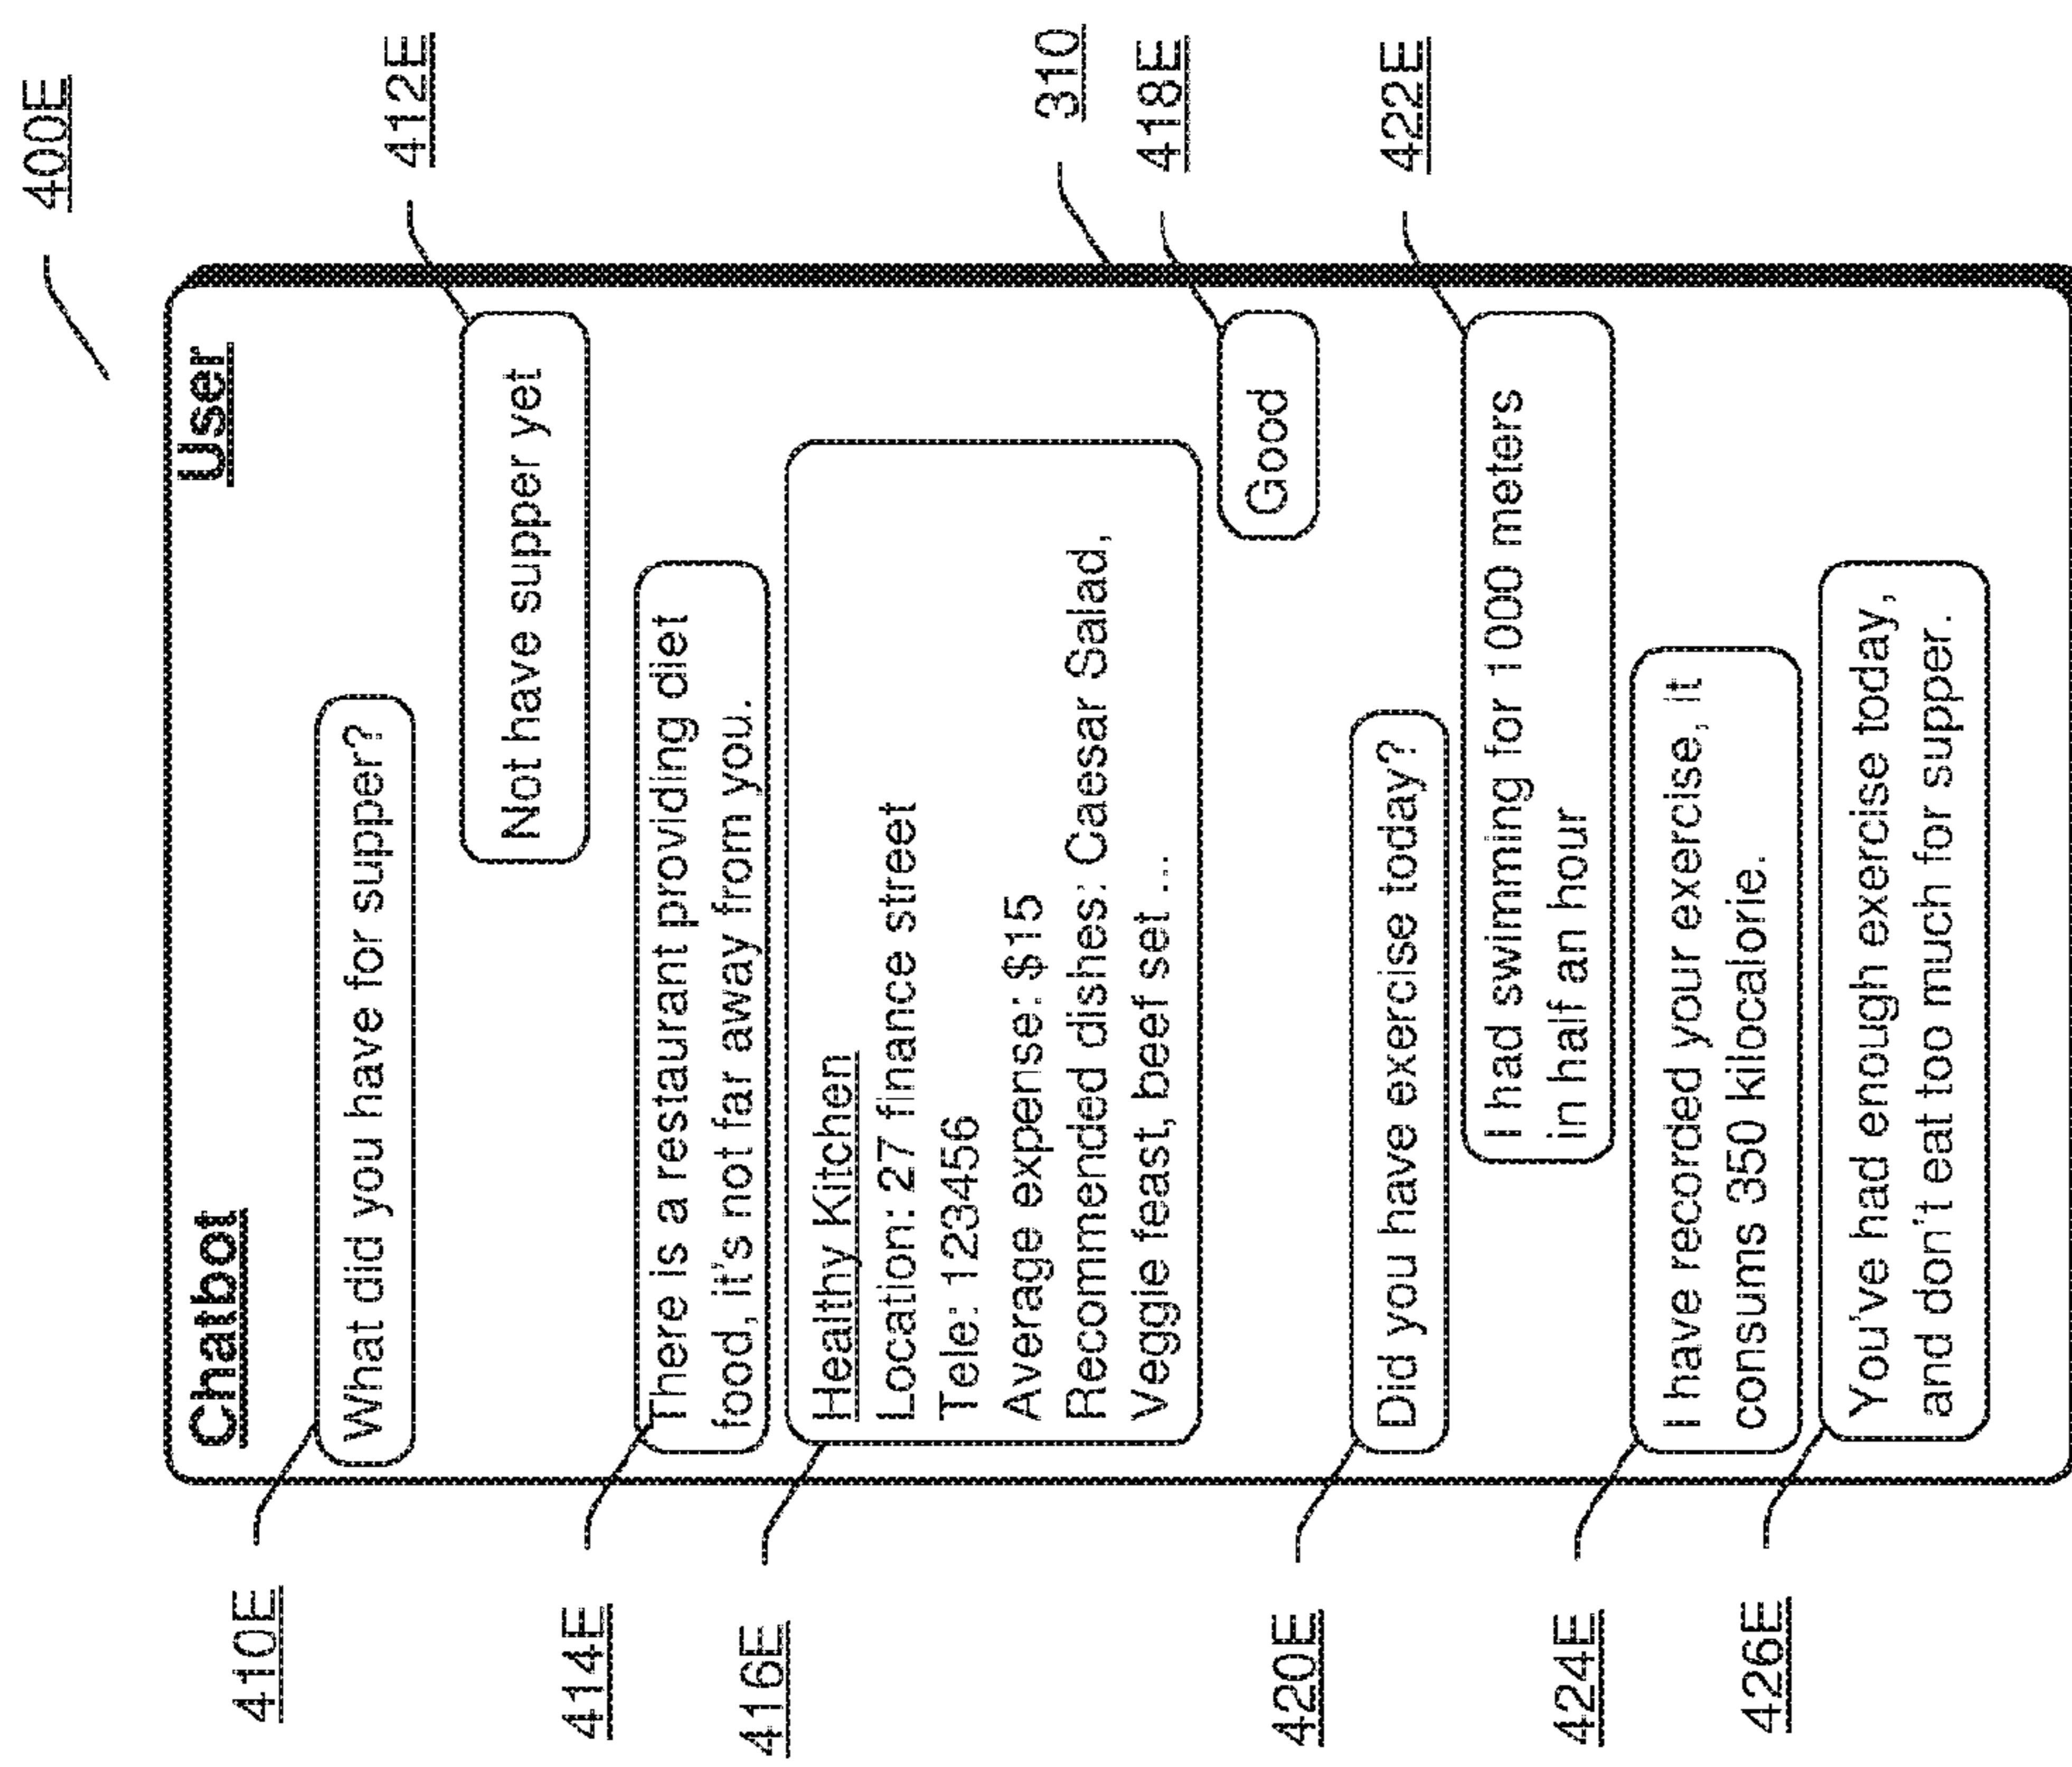 400E
Chatbot
User
410E
What did you have for supper?
412E
Not have supper yet
414E
There is a restaurant providing diet
food, it's not far away from you.
416E
Healthy Kitchen
Location: 27 finance street
Tele: 123456
Average expense: $15
Recommended dishes: Caesar Salad,
Veggie feast, beef set ...
310
418E
Good
420E
Did you have exercise today?
422E
I had swimming for 1000 meters
in half an hour
424E
I have recorded your exercise, it
consums 350 kilocalorie.
426E
You've had enough exercise today,
and don't eat too much for supper.